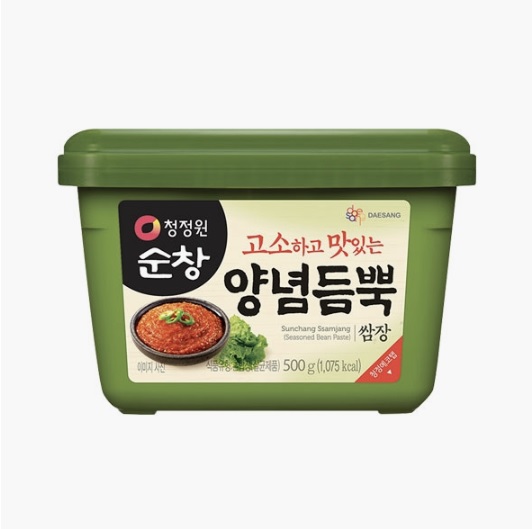 DAESANG
청정원
순창
고소하고 맛있는
양념듬뿍
Sunchang Ssamjang
(Seasoned Bean Paste)
쌈장
이미지 사진
500 g (1,075 kcal)